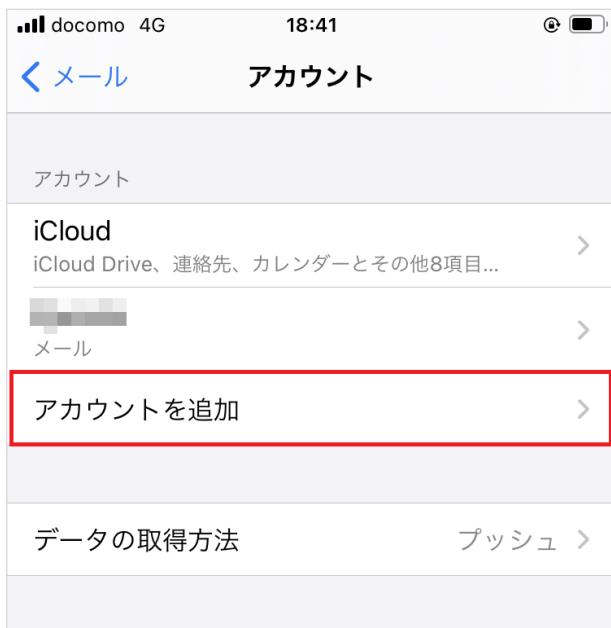 docomo 4G 18:41
メール アカウント
アカウント
iCloud
iCloud Drive、連絡先、カレンダーとその他8項目...
メール
アカウントを追加
データの取得方法 プッシュ